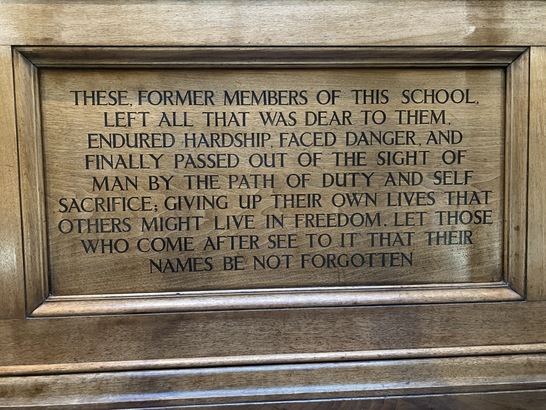 THESE, FORMER MEMBERS OF THIS SCHOOL,
LEFT ALL THAT WAS DEAR TO THEM,
ENDURED HARDSHIP, FACED DANGER, AND
FINALLY PASSED OUT OF THE SIGHT OF
MAN BY THE PATH OF DUTY AND SELF
SACRIFICE; GIVING UP THEIR OWN LIVES THAT
OTHERS MIGHT LIVE IN FREEDOM. LET THOSE
WHO COME AFTER SEE TO IT THAT THEIR
NAMES BE NOT FORGOTTEN